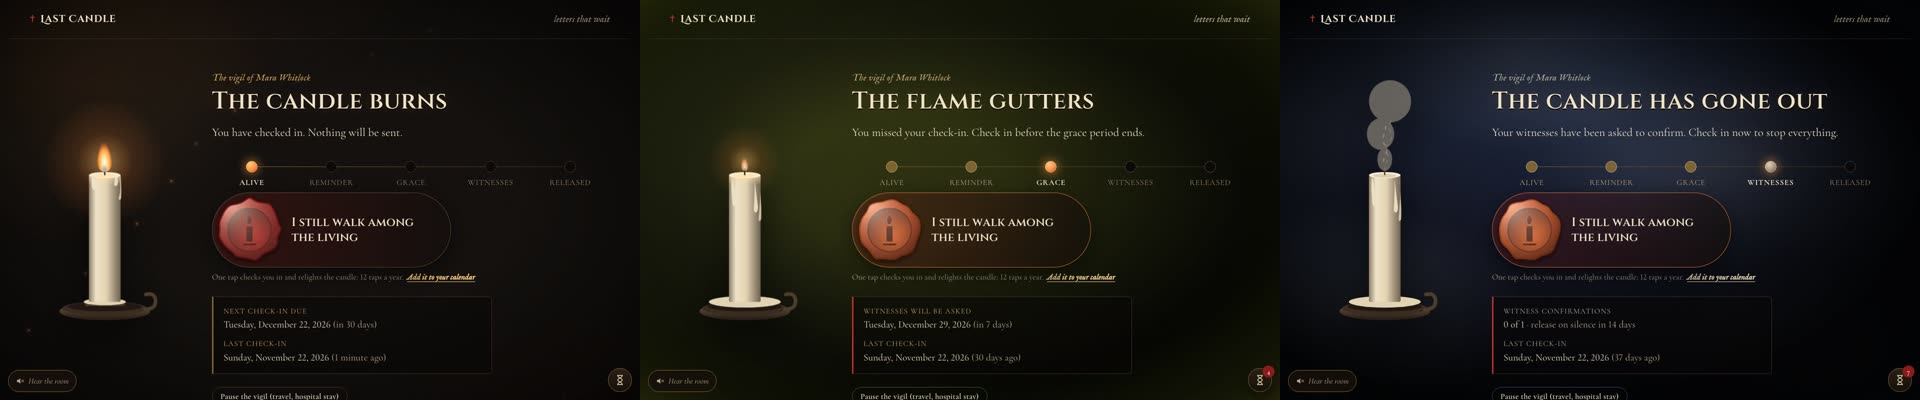 LAST CANDLE
letters that wait
The vigil of Mara Whitlock
THE CANDLE BURNS
You have checked in. Nothing will be sent.
ALIVE
REMINDER
GRACE
WITNESSES
RELEASED
I STILL WALK AMONG
THE LIVING
One tap checks you in and relights the candle: 12 taps a year. Add it to your calendar
NEXT CHECK-IN DUE
Tuesday, December 22, 2026 (in 30 days)
LAST CHECK-IN
Sunday, November 22, 2026 (1 minute ago)
Hear the room
Pause the vigil (travel, hospital stay)
LAST CANDLE
letters that wait
The vigil of Mara Whitlock
THE FLAME GUTTERS
You missed your check-in. Check in before the grace period ends.
ALIVE
REMINDER
GRACE
WITNESSES
RELEASED
I STILL WALK AMONG
THE LIVING
One tap checks you in and relights the candle: 12 taps a year. Add it to your calendar
WITNESSES WILL BE ASKED
Tuesday, December 29, 2026 (in 7 days)
LAST CHECK-IN
Sunday, November 22, 2026 (30 days ago)
Hear the room
4
Pause the vigil (travel, hospital stay)
LAST CANDLE
letters that wait
The vigil of Mara Whitlock
THE CANDLE HAS GONE OUT
Your witnesses have been asked to confirm. Check in now to stop everything.
ALIVE
REMINDER
GRACE
WITNESSES
RELEASED
I STILL WALK AMONG
THE LIVING
One tap checks you in and relights the candle: 12 taps a year. Add it to your calendar
WITNESS CONFIRMATIONS
0 of 1 · release on silence in 14 days
LAST CHECK-IN
Sunday, November 22, 2026 (37 days ago)
Hear the room
7
Pause the vigil (travel, hospital stay)